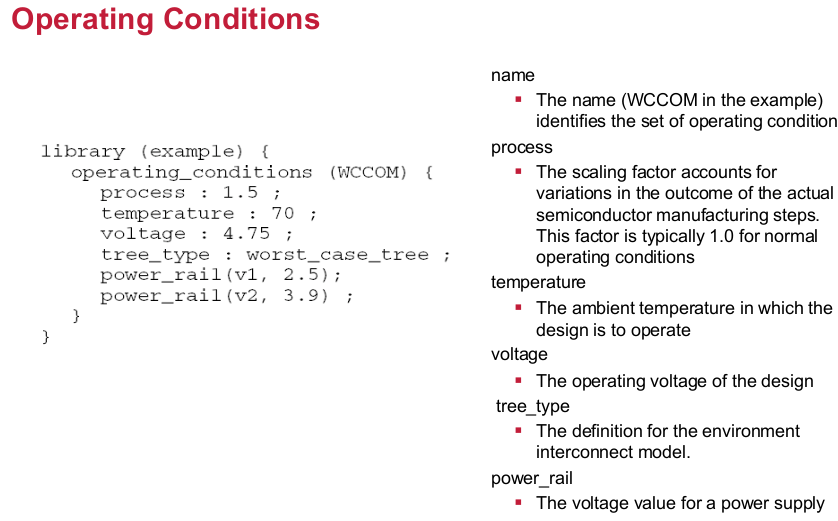 Operating Conditions
library (example) {
operating_conditions (WCCOM) {
process : 1.5 ;
temperature : 70 ;
voltage : 4.75 ;
tree_type : worst_case_tree ;
power_rail(v1, 2.5);
power_rail(v2, 3.9) ;
}
}
name
▪ The name (WCCOM in the example)
identifies the set of operating condition
process
▪ The scaling factor accounts for
variations in the outcome of the actual
semiconductor manufacturing steps.
This factor is typically 1.0 for normal
operating conditions
temperature
▪ The ambient temperature in which the
design is to operate
voltage
▪ The operating voltage of the design
tree_type
▪ The definition for the environment
interconnect model.
power_rail
▪ The voltage value for a power supply